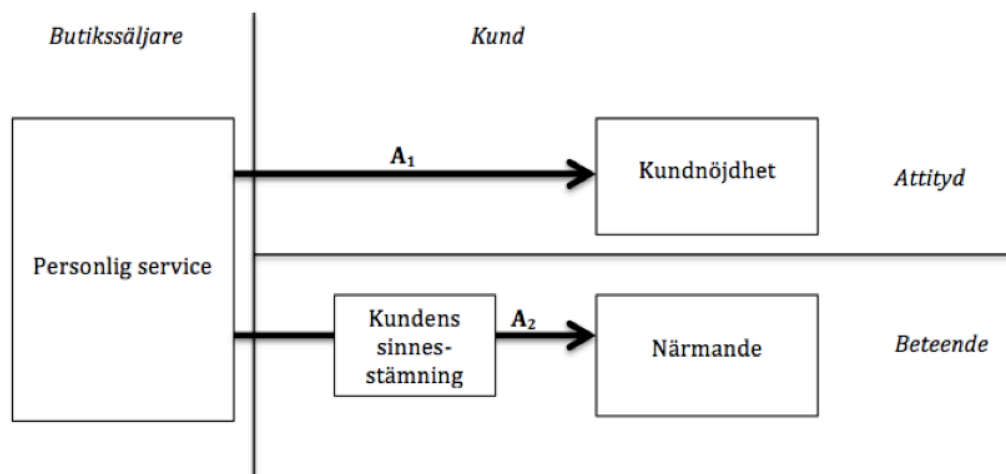 Butikssäljare
Kund
A₁
Kundnöjdhet
Attityd
Personlig service
Kundens
sinnes-
stämning
A₂
Närmande
Beteende